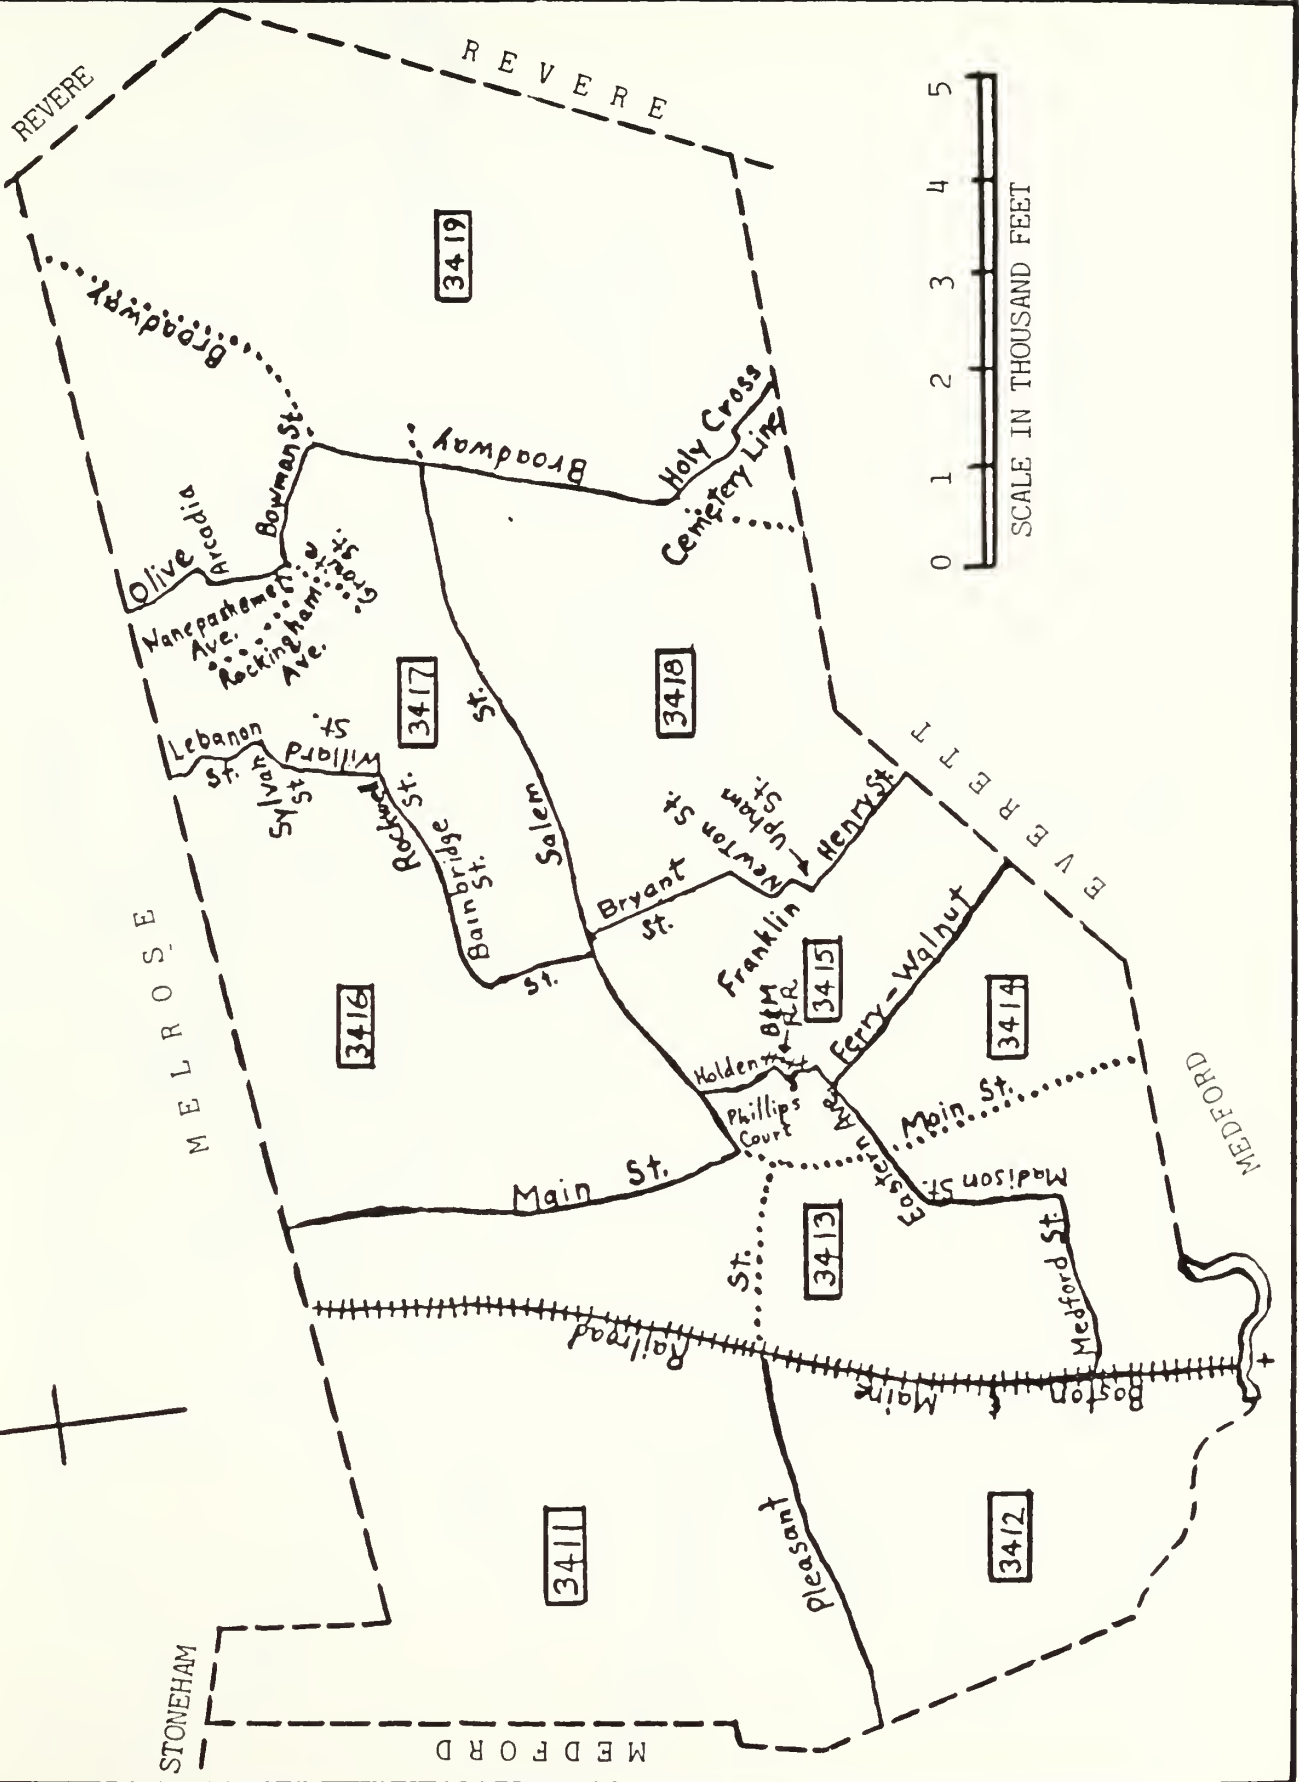 STONEHAM
MELROSE
REVERE
REVERE
MEDFORD
3411
Pleasant
St.
3412
Boston
&
Maine
Railroad
Main St.
3416
3413
Medford St.
Madison St.
Eastern Ave.
Main St.
3414
MEDFORD
Holden
Phillips
Court
B&M
R.R.
Ferry - Walnut
3415
Franklin
Bryant
St.
Newton St.
Upham
St.
Henry St.
EVERETT
Lebanon
St.
Sylvan
St
Willard
St.
Rockwell
St.
Bainbridge
St.
St.
Salem
St.
3417
3418
Olive
Arcadia
Nanepashemet
Ave.
Rockingham
Ave.
St.
Bowman St.
Broadway
Broadway
3419
Holy Cross
Cemetery Line
0 1 2 3 4 5
SCALE IN THOUSAND FEET